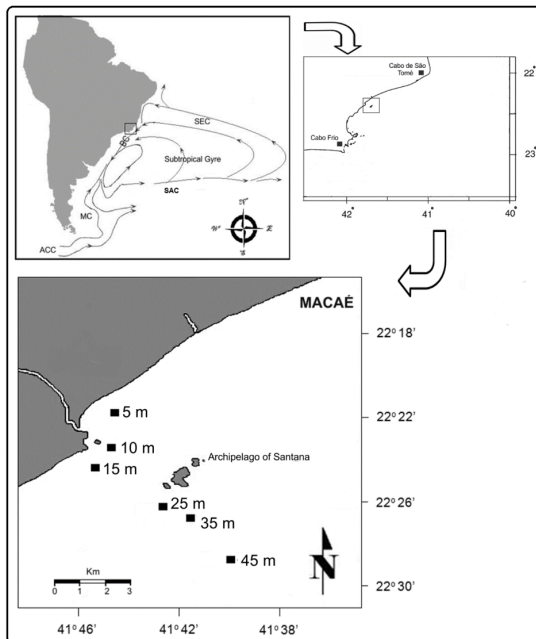 SEC
BC
Subtropical Gyre
SAC
MC
ACC
N
W
E
S
Cabo de São
Tomé
22°
Cabo Frio
23°
42° 41° 40°
MACAÉ
22° 18'
5 m
22° 22'
10 m
15 m
Archipelago of Santana
25 m
22° 26'
35 m
45 m
Km
0 1 2 3
N
22° 30'
41° 46' 41° 42' 41° 38'